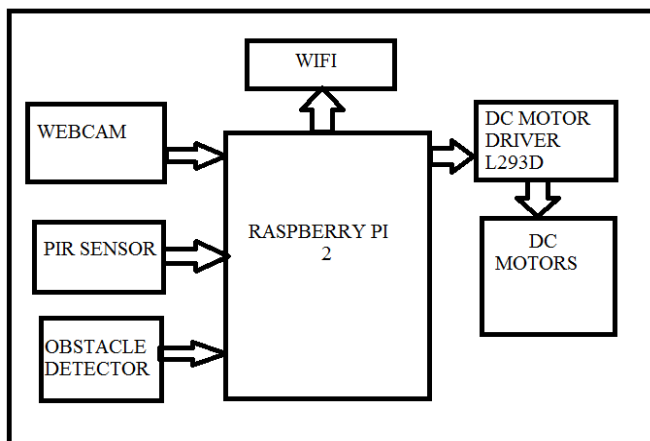 WIFI
WEBCAM
DC MOTOR
DRIVER
L293D
PIR SENSOR
RASPBERRY PI
2
DC
MOTORS
OBSTACLE
DETECTOR